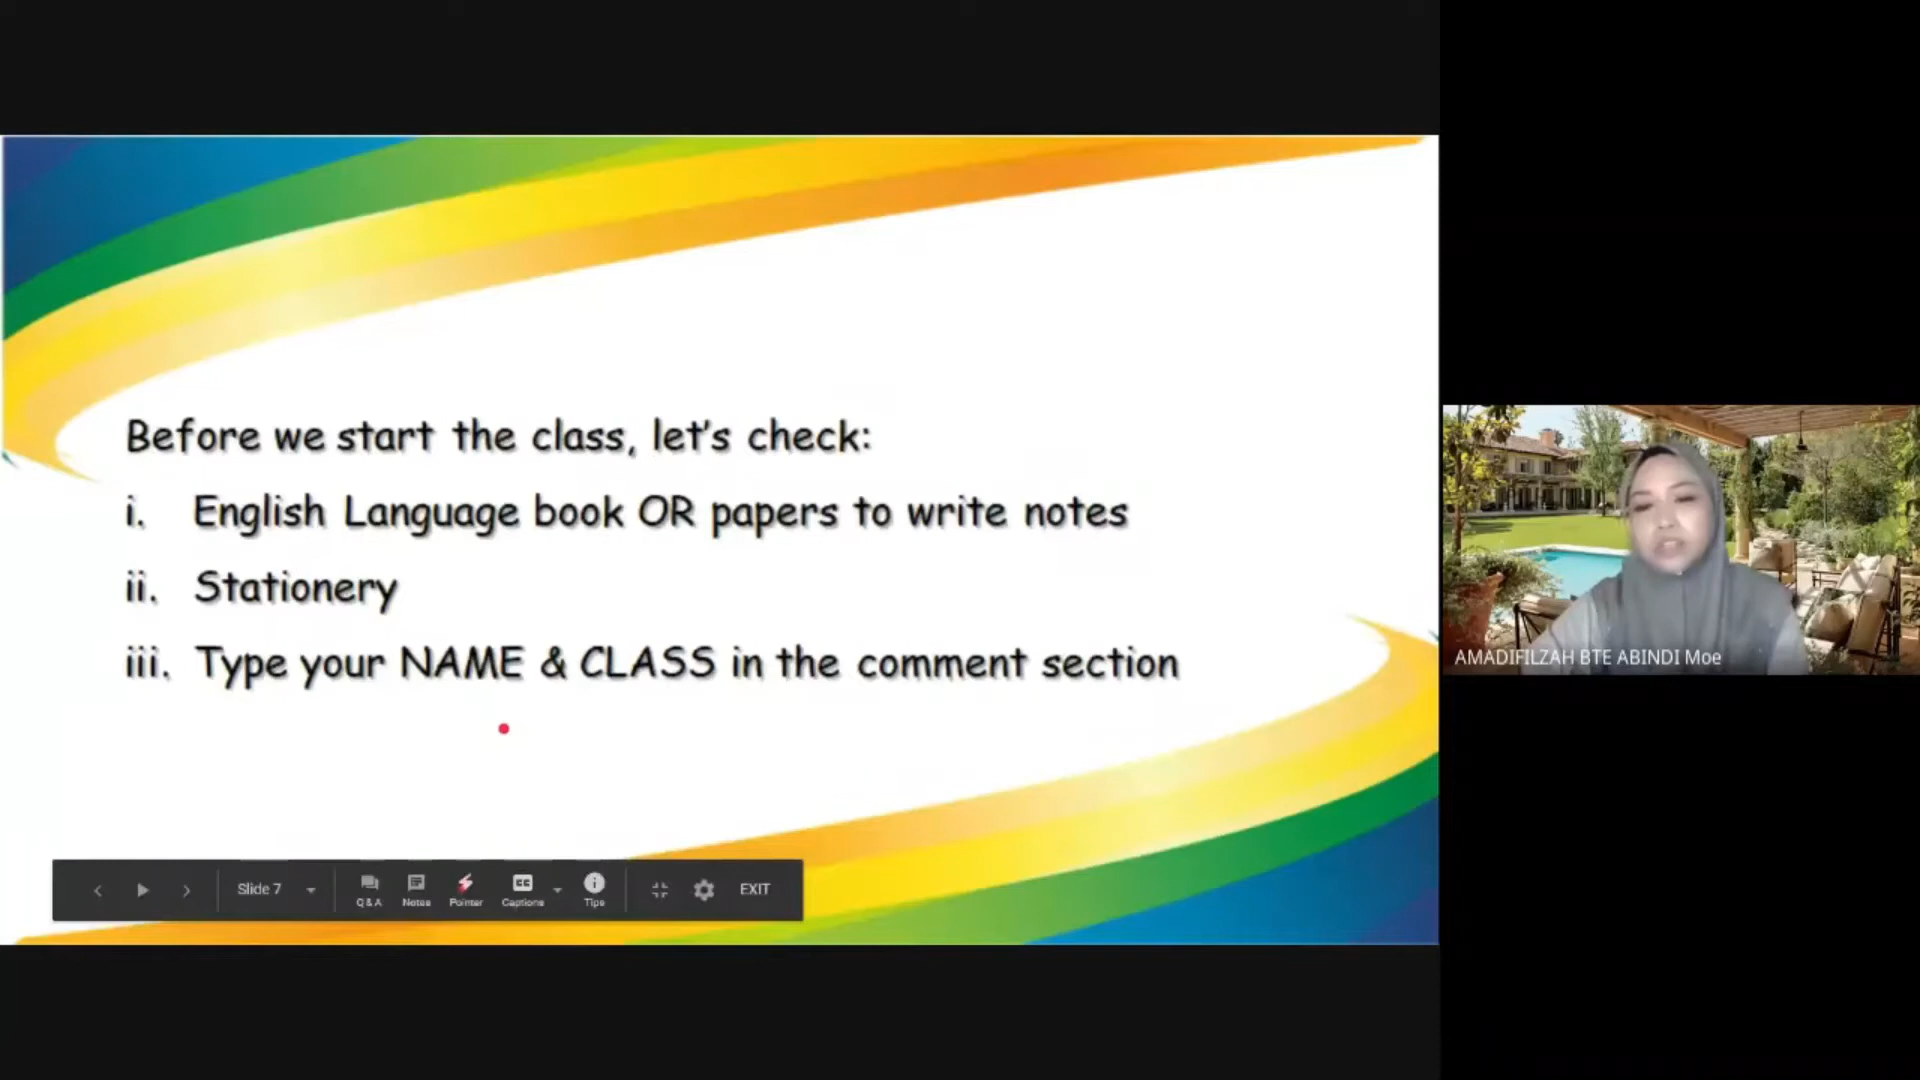 Before we start the class, let's check:
i. English Language book OR papers to write notes
ii. Stationery
iii. Type your NAME & CLASS in the comment section
AMADIFILZAH BTE ABINDI Moe
Slide 7
Q & A
Notes
Pointer
CC
Captions
Tips
EXIT